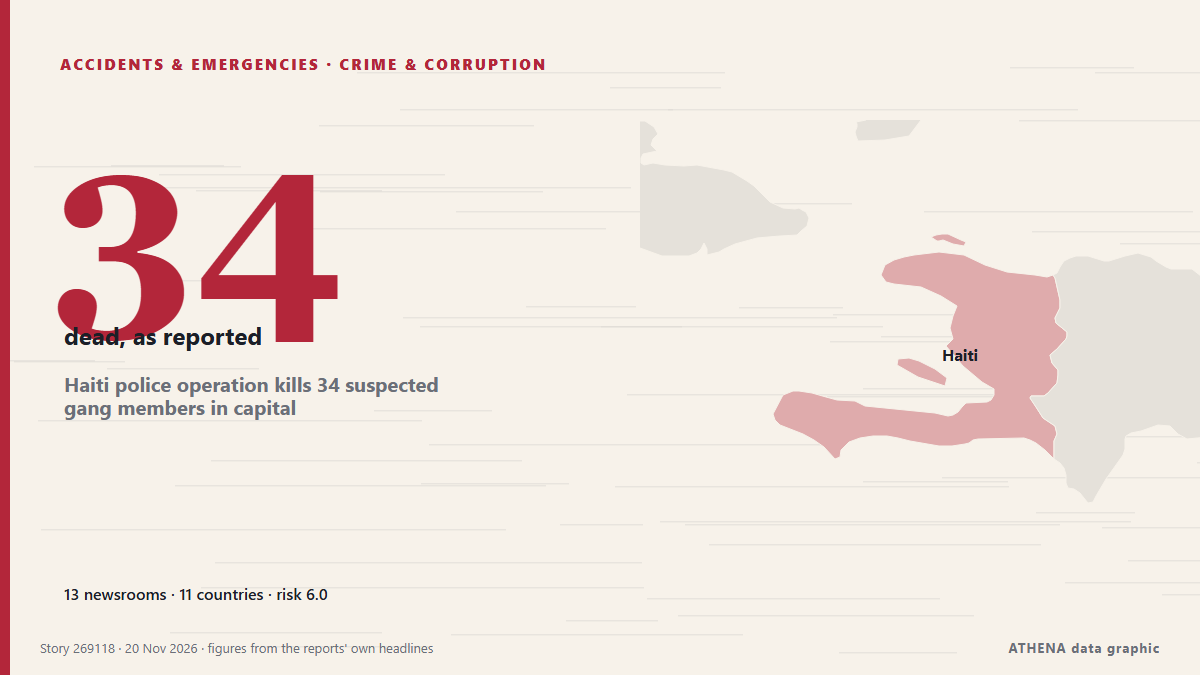 ACCIDENTS & EMERGENCIES · CRIME & CORRUPTION
34
dead, as reported
Haiti police operation kills 34 suspected
gang members in capital
Haiti
13 newsrooms · 11 countries · risk 6.0
Story 269118 · 20 Nov 2026 · figures from the reports' own headlines
ATHENA data graphic